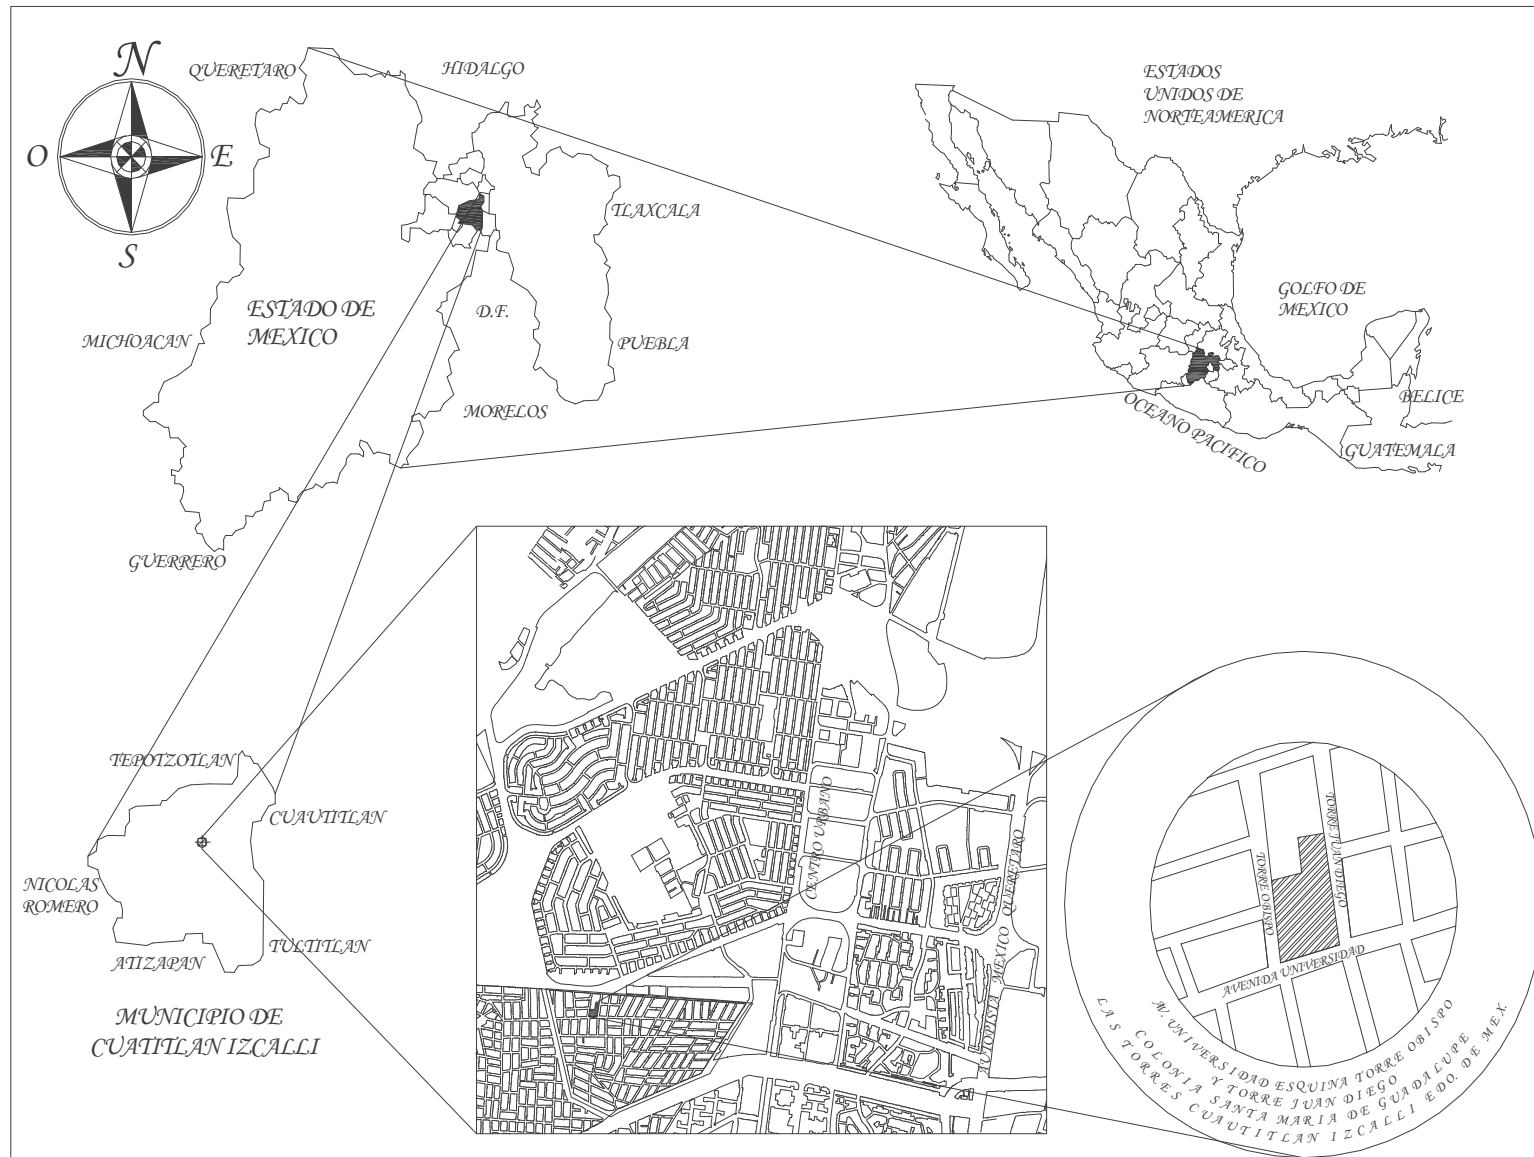 N
O
E
S
QUERETARO
HIDALGO
TLAXCALA
ESTADO DE
MEXICO
D.F.
MICHOACAN
PUEBLA
MORELOS
GUERRERO
ESTADOS
UNIDOS DE
NORTEAMERICA
GOLFO DE
MEXICO
BELICE
OCEANO PACIFICO
GUATEMALA
TEPOTZOTLAN
CUAUTITLAN
NICOLAS
ROMERO
TULTITLAN
ATIZAPAN
MUNICIPIO DE
CUATITLAN IZCALLI
CENTRO URBANO
AUTOPISTA MEXICO QUERETARO
TORRE OBISPO
TORRE JUAN DIEGO
AVENIDA UNIVERSIDAD
AV. UNIVERSIDAD ESQUINA TORRE OBISPO
Y TORRE JUAN DIEGO
COLONIA SANTA MARIA DE GUADALUPE
LAS TORRES CUAUTITLAN IZCALLI EDO. DE MEX.